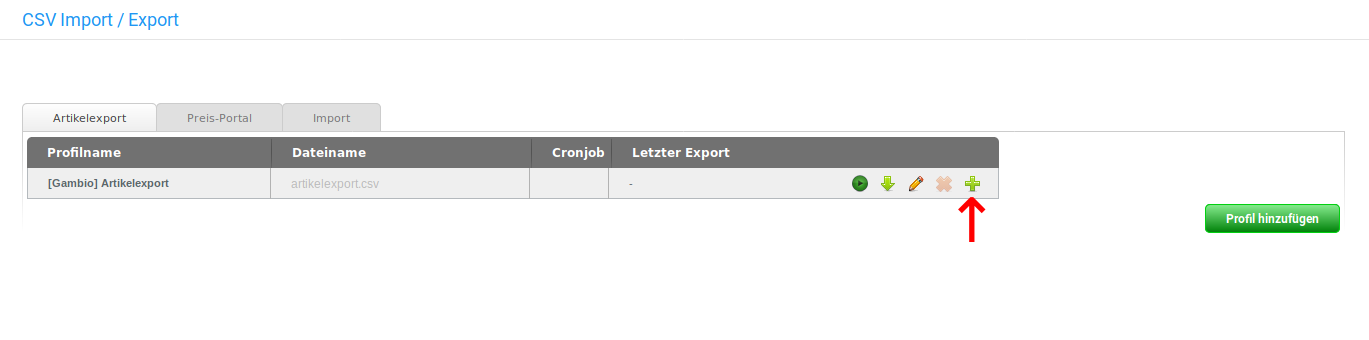 CSV Import / Export
Artikelexport Preis-Portal Import
Profilname Dateiname Cronjob Letzter Export
[Gambio] Artikelexport artikelexport.csv -
Profil hinzufügen